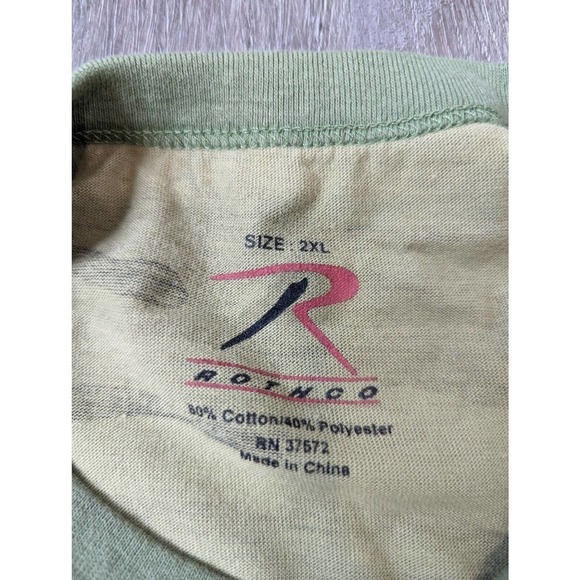 SIZE : 2XL
R
ROTHCO
60% Cotton/40% Polyester
RN 37572
Made in China